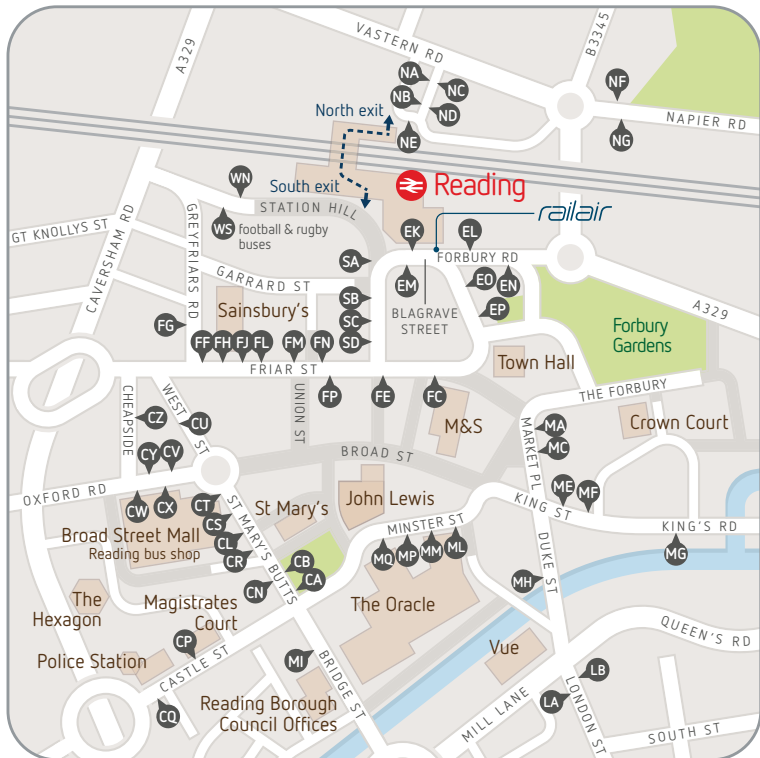 VASTERN RD
B3345
A329
NA
NC
NB
ND
NE
NF
NAPIER RD
NG
North exit
South exit
Reading
railair
WN
STATION HILL
WS
football & rugby
buses
GT KNOLLYS ST
CAVERSHAM RD
GREYFRIARS RD
GARRARD ST
SA
SB
SC
SD
EK
EL
FORBURY RD
EM
EO
EN
EP
BLAGRAVE
STREET
A329
Sainsbury's
Forbury
Gardens
FG
FF
FH
FJ
FL
FM
FN
FRIAR ST
Town Hall
THE FORBURY
FP
FE
FC
CHEAPSIDE
WEST ST
UNION ST
M&S
MARKET PL
Crown Court
CZ
CU
MA
MC
CY
CV
BROAD ST
OXFORD RD
CW
CX
CT
CS
CL
CR
ST MARY'S BUTTS
St Mary's
John Lewis
MINSTER ST
KING ST
ME
MF
KING'S RD
MG
Broad Street Mall
Reading bus shop
MQ
MP
MM
ML
DUKE ST
CB
CA
CN
MH
The
Hexagon
Magistrates
Court
The Oracle
CP
QUEEN'S RD
Police Station
CASTLE ST
MI
BRIDGE ST
Vue
LB
LA
CQ
Reading Borough
Council Offices
MILL LANE
LONDON ST
SOUTH ST